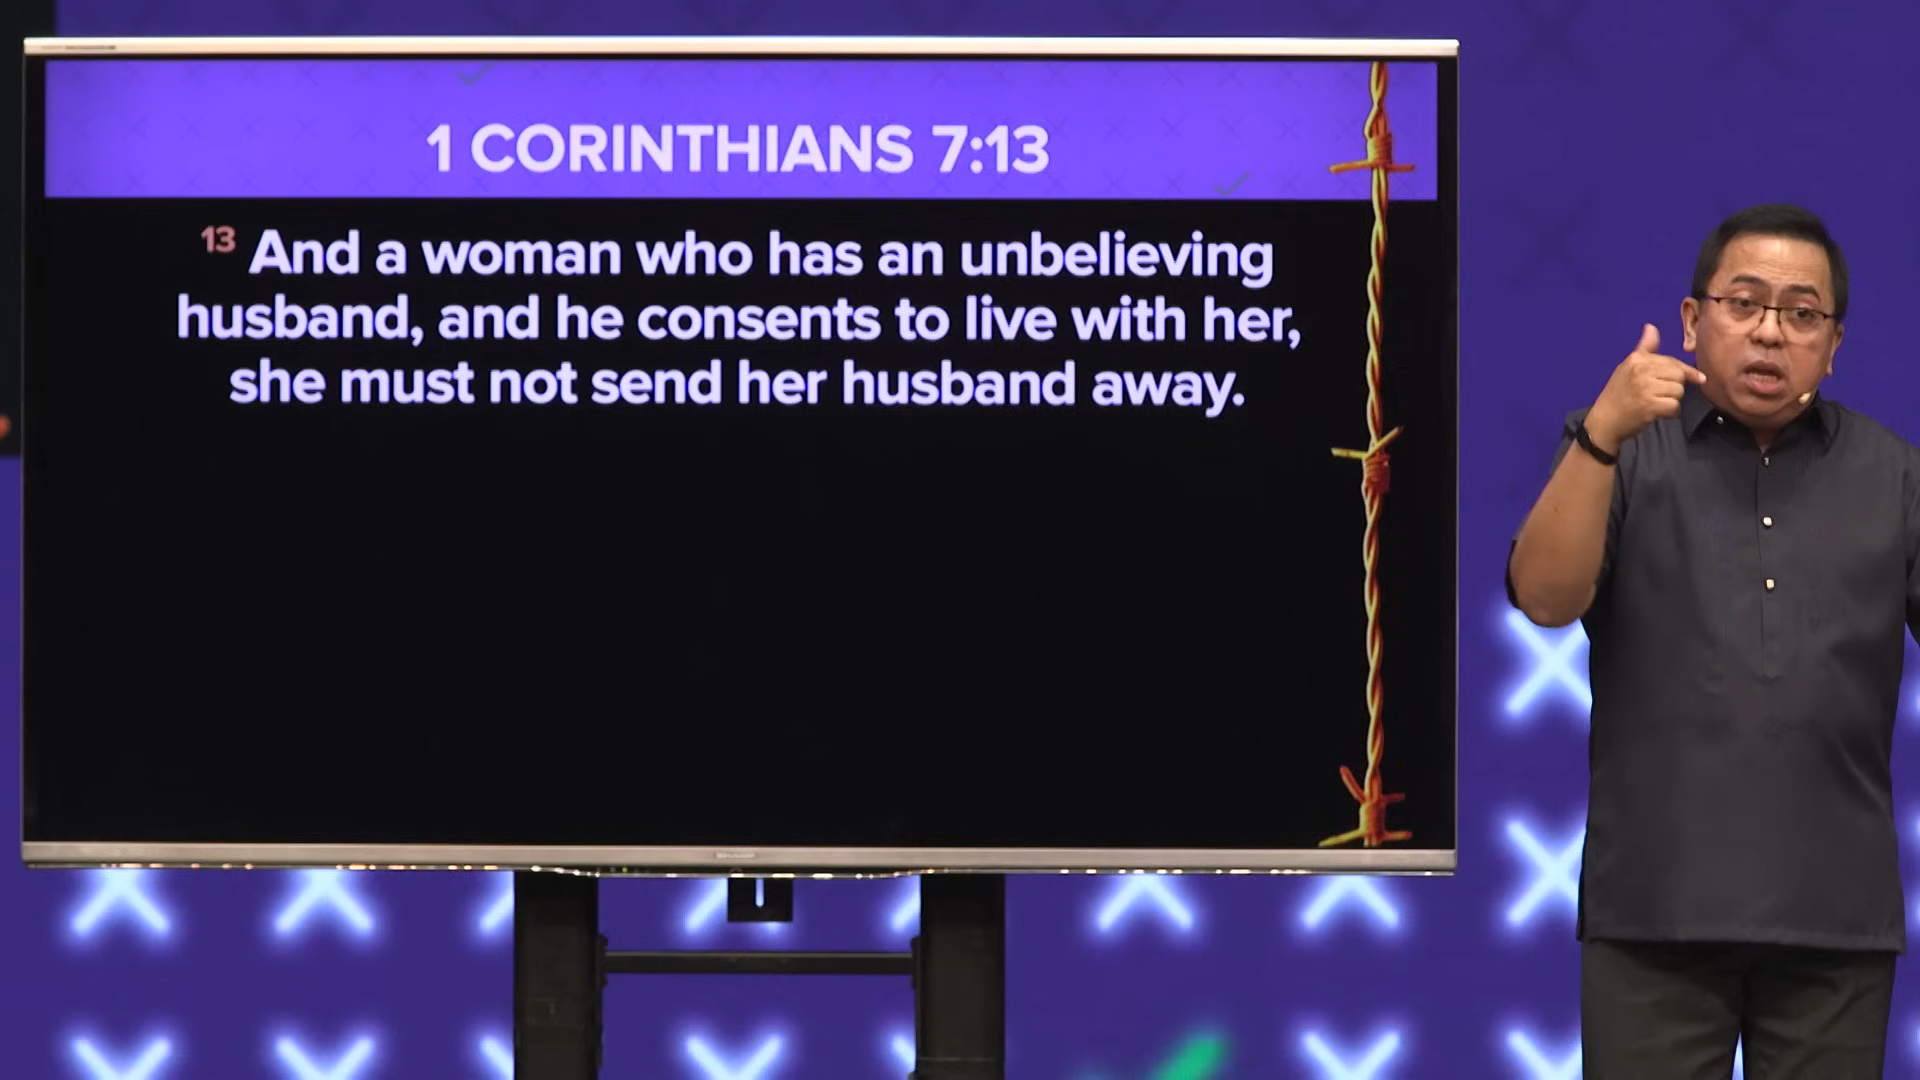 1 CORINTHIANS 7:13
13 And a woman who has an unbelieving
husband, and he consents to live with her,
she must not send her husband away.